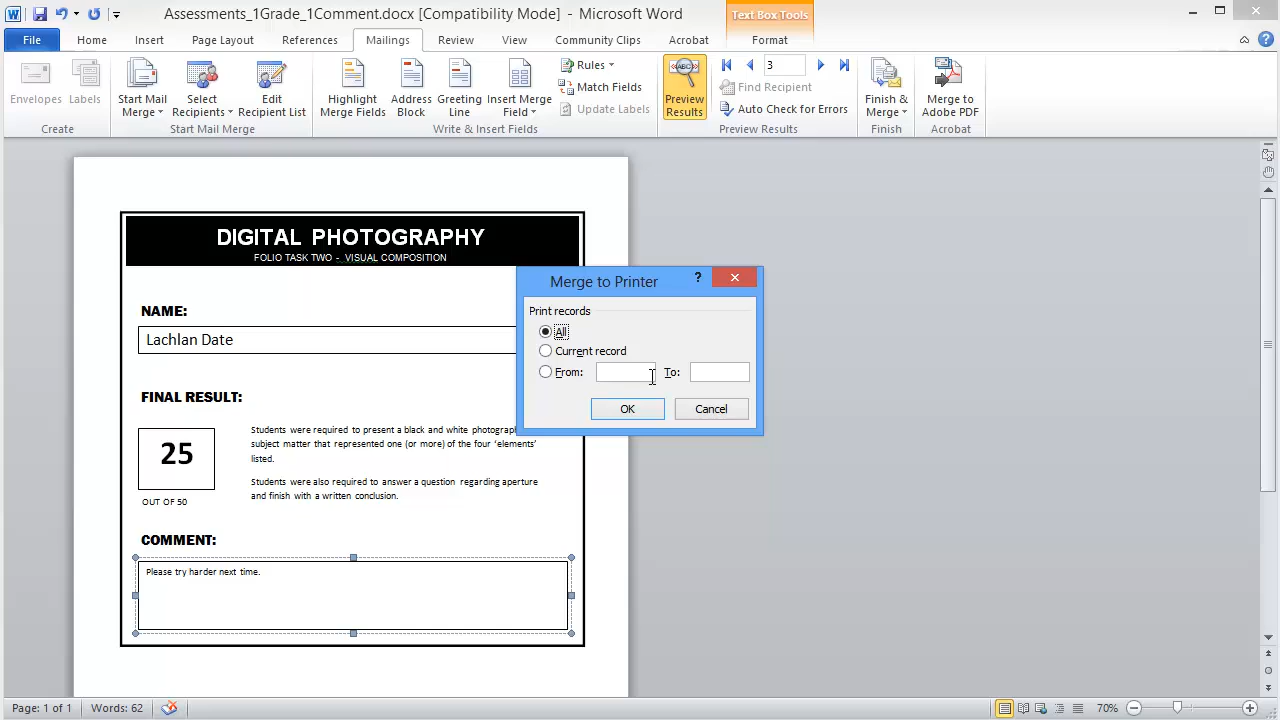 Assessments_1Grade_1Comment.docx [Compatibility Mode] - Microsoft Word
Text Box Tools
File Home Insert Page Layout References Mailings Review View Community Clips Acrobat Format
Envelopes
Labels
Create
Start Mail
Merge
Select
Recipients
Edit
Recipient List
Start Mail Merge
Highlight
Merge Fields
Address
Block
Greeting
Line
Insert Merge
Field
Rules
Match Fields
Update Labels
Write & Insert Fields
ABC
Preview
Results
3
Find Recipient
Auto Check for Errors
Preview Results
Finish &
Merge
Finish
Merge to
Adobe PDF
Acrobat
DIGITAL PHOTOGRAPHY
FOLIO TASK TWO - VISUAL COMPOSITION
NAME:
Lachlan Date
FINAL RESULT:
25
OUT OF 50
Students were required to present a black and white photograp
subject matter that represented one (or more) of the four 'elements'
listed.
Students were also required to answer a question regarding aperture
and finish with a written conclusion.
COMMENT:
Please try harder next time.
Merge to Printer
Print records
All
Current record
From: To:
OK Cancel
Page: 1 of 1 Words: 62 70%